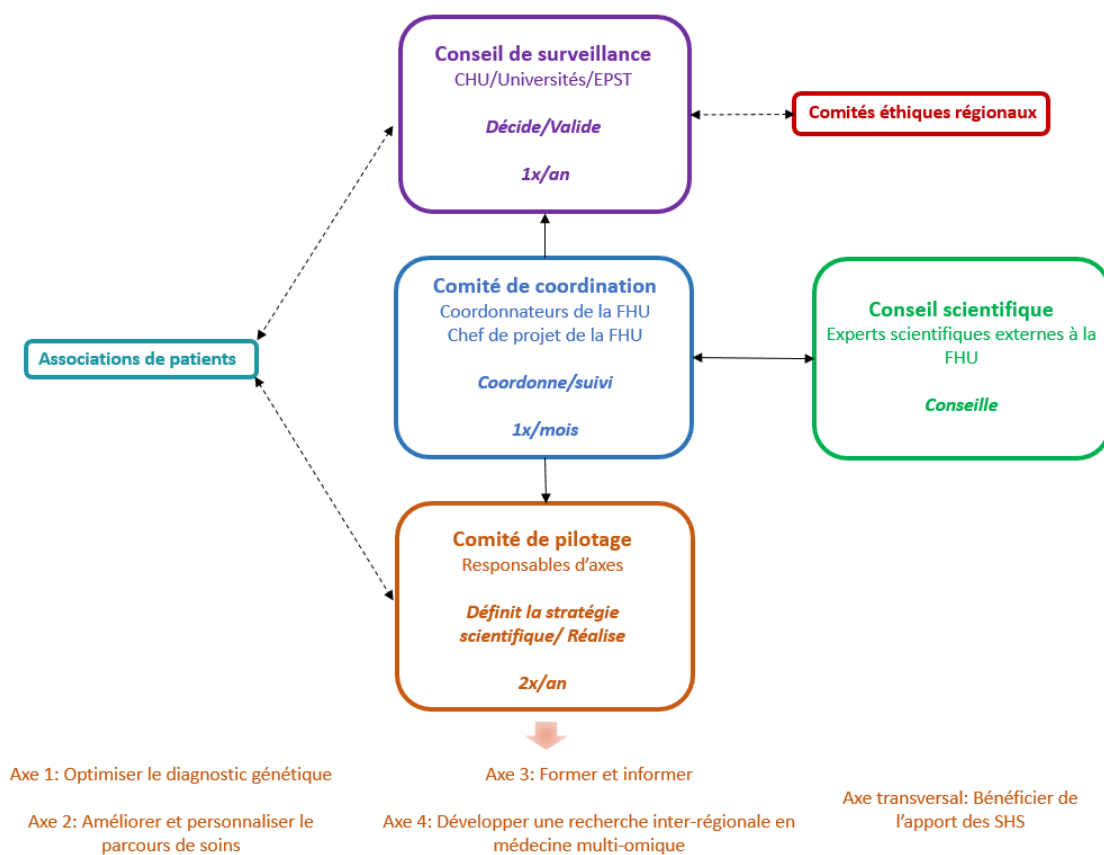 Conseil de surveillance
CHU/Universités/EPST
Décide/Valide
1x/an
Comités éthiques régionaux
Comité de coordination
Coordonnateurs de la FHU
Chef de projet de la FHU
Coordonne/suivi
1x/mois
Associations de patients
Conseil scientifique
Experts scientifiques externes à la
FHU
Conseille
Comité de pilotage
Responsables d’axes
Définit la stratégie
scientifique/ Réalise
2x/an
Axe 1: Optimiser le diagnostic génétique
Axe 2: Améliorer et personnaliser le
parcours de soins
Axe 3: Former et informer
Axe 4: Développer une recherche inter-régionale en
médecine multi-omique
Axe transversal: Bénéficier de
l’apport des SHS